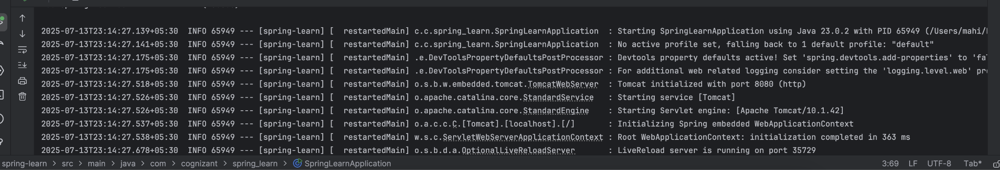 2025-07-13T23:14:27.139+05:30  INFO 65949 --- [spring-learn] [  restartedMain] c.c.spring_learn.SpringLearnApplication  : Starting SpringLearnApplication using Java 23.0.2 with PID 65949 (/Users/mahi/
2025-07-13T23:14:27.141+05:30  INFO 65949 --- [spring-learn] [  restartedMain] c.c.spring_learn.SpringLearnApplication  : No active profile set, falling back to 1 default profile: "default"
2025-07-13T23:14:27.175+05:30  INFO 65949 --- [spring-learn] [  restartedMain] .e.DevToolsPropertyDefaultsPostProcessor : Devtools property defaults active! Set 'spring.devtools.add-properties' to 'fal
2025-07-13T23:14:27.175+05:30  INFO 65949 --- [spring-learn] [  restartedMain] .e.DevToolsPropertyDefaultsPostProcessor : For additional web related logging consider setting the 'logging.level.web' pr
2025-07-13T23:14:27.518+05:30  INFO 65949 --- [spring-learn] [  restartedMain] o.s.b.w.embedded.tomcat.TomcatWebServer  : Tomcat initialized with port 8080 (http)
2025-07-13T23:14:27.526+05:30  INFO 65949 --- [spring-learn] [  restartedMain] o.apache.catalina.core.StandardService   : Starting service [Tomcat]
2025-07-13T23:14:27.526+05:30  INFO 65949 --- [spring-learn] [  restartedMain] o.apache.catalina.core.StandardEngine    : Starting Servlet engine: [Apache Tomcat/10.1.42]
2025-07-13T23:14:27.537+05:30  INFO 65949 --- [spring-learn] [  restartedMain] o.a.c.c.C.[Tomcat].[localhost].[/]       : Initializing Spring embedded WebApplicationContext
2025-07-13T23:14:27.538+05:30  INFO 65949 --- [spring-learn] [  restartedMain] w.s.c.ServletWebServerApplicationContext : Root WebApplicationContext: initialization completed in 363 ms
2025-07-13T23:14:27.678+05:30  INFO 65949 --- [spring-learn] [  restartedMain] o.s.b.d.a.OptionalLiveReloadServer       : LiveReload server is running on port 35729
spring-learn > src > main > java > com > cognizant > spring_learn > SpringLearnApplication 3:69 LF UTF-8 Tab*